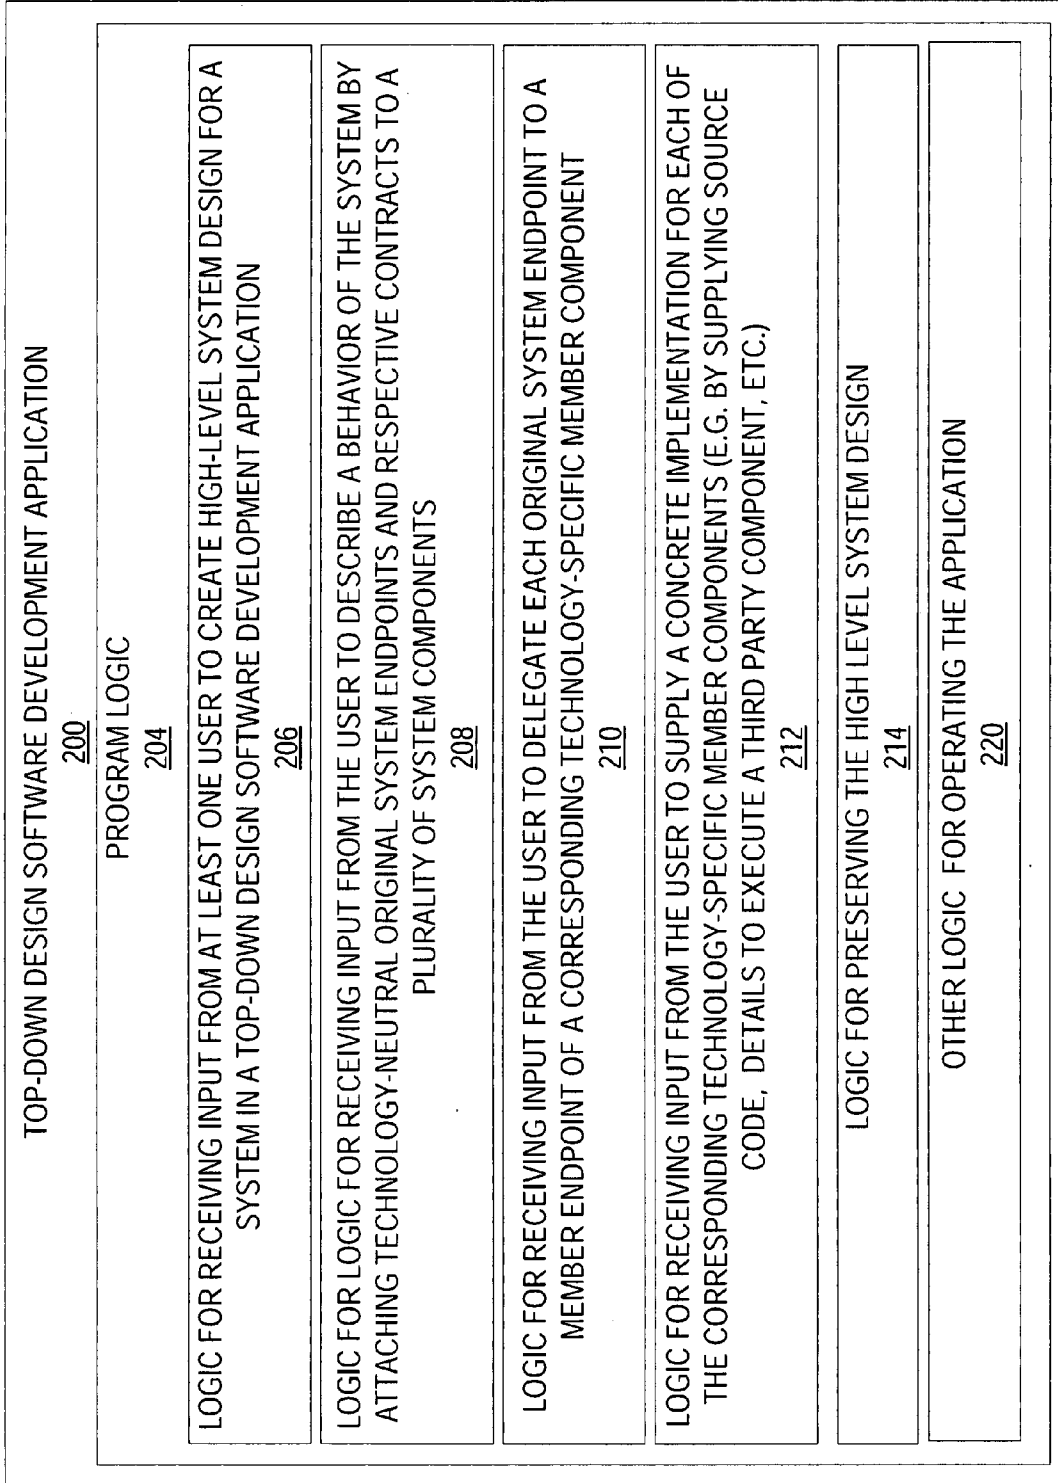 TOP-DOWN DESIGN SOFTWARE DEVELOPMENT APPLICATION
200
PROGRAM LOGIC
204
LOGIC FOR RECEIVING INPUT FROM AT LEAST ONE USER TO CREATE HIGH-LEVEL SYSTEM DESIGN FOR A
SYSTEM IN A TOP-DOWN DESIGN SOFTWARE DEVELOPMENT APPLICATION
206
LOGIC FOR LOGIC FOR RECEIVING INPUT FROM THE USER TO DESCRIBE A BEHAVIOR OF THE SYSTEM BY
ATTACHING TECHNOLOGY-NEUTRAL ORIGINAL SYSTEM ENDPOINTS AND RESPECTIVE CONTRACTS TO A
PLURALITY OF SYSTEM COMPONENTS
208
LOGIC FOR RECEIVING INPUT FROM THE USER TO DELEGATE EACH ORIGINAL SYSTEM ENDPOINT TO A
MEMBER ENDPOINT OF A CORRESPONDING TECHNOLOGY-SPECIFIC MEMBER COMPONENT
210
LOGIC FOR RECEIVING INPUT FROM THE USER TO SUPPLY A CONCRETE IMPLEMENTATION FOR EACH OF
THE CORRESPONDING TECHNOLOGY-SPECIFIC MEMBER COMPONENTS (E.G. BY SUPPLYING SOURCE
CODE, DETAILS TO EXECUTE A THIRD PARTY COMPONENT, ETC.)
212
LOGIC FOR PRESERVING THE HIGH LEVEL SYSTEM DESIGN
214
OTHER LOGIC FOR OPERATING THE APPLICATION
220